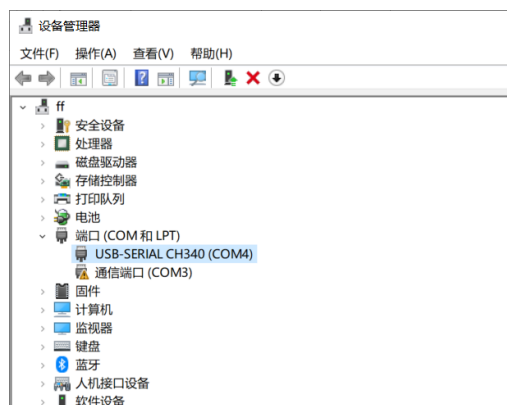 设备管理器
文件(F) 操作(A) 查看(V) 帮助(H)
ff
安全设备
处理器
磁盘驱动器
存储控制器
打印队列
电池
端口 (COM 和 LPT)
USB-SERIAL CH340 (COM4)
通信端口 (COM3)
固件
计算机
监视器
键盘
蓝牙
人机接口设备
软件设备